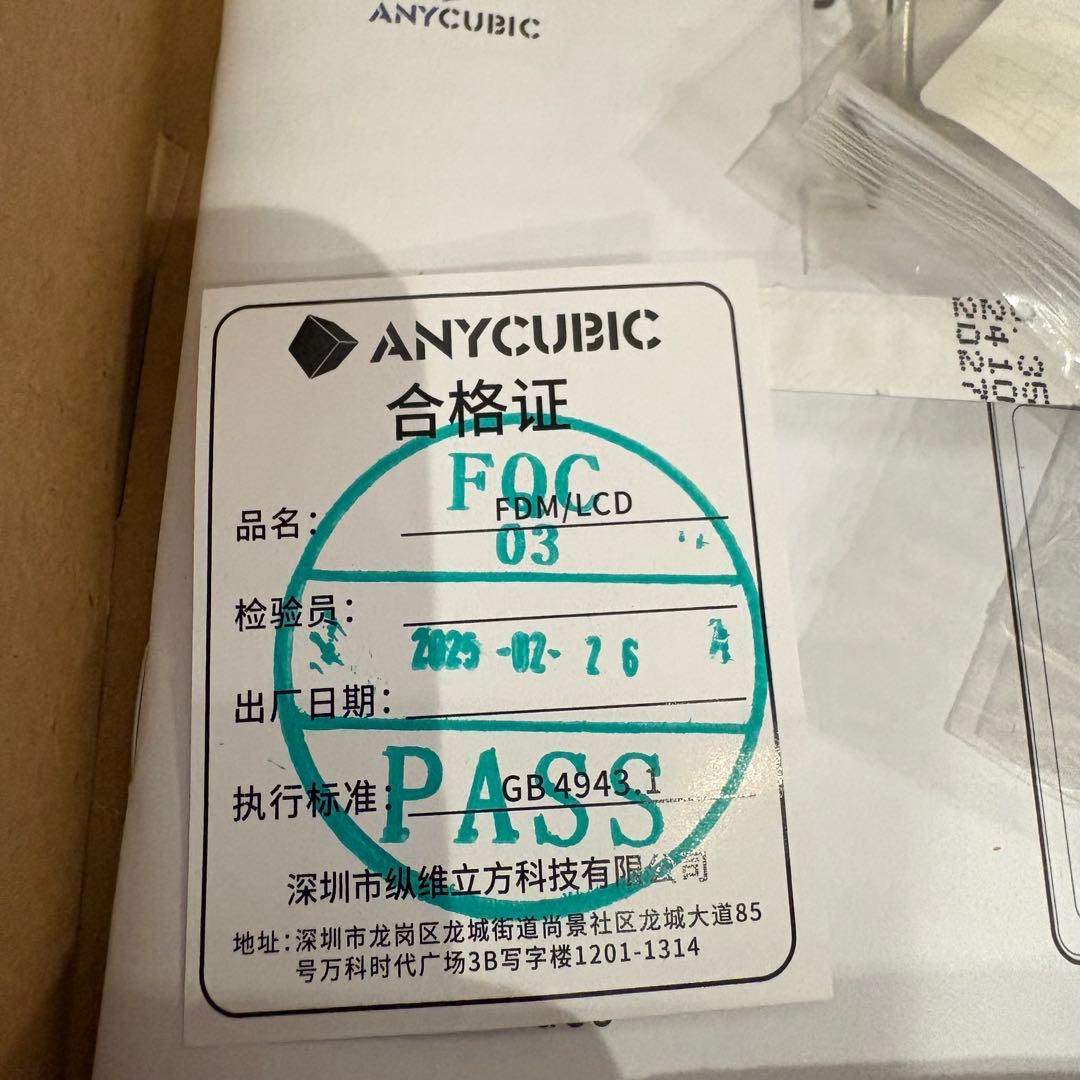 ANYCUBIC
ANYCUBIC
合格证
FQC
品名: FDM/LCD
03
检验员:
2025-02-26
出厂日期:
执行标准: GB 4943.1
PASS
深圳市纵维立方科技有限公司
地址: 深圳市龙岗区龙城街道尚景社区龙城大道85
号万科时代广场3B写字楼1201-1314